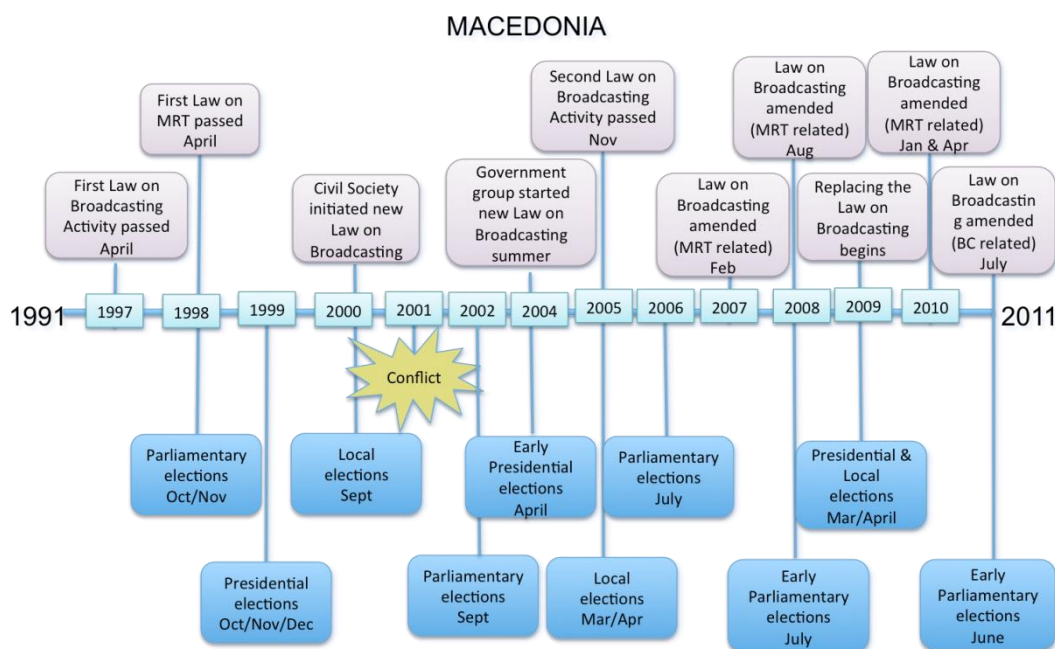 MACEDONIA
First Law on
MRT passed
April
Second Law on
Broadcasting
Activity passed
Nov
Law on
Broadcasting
amended
(MRT related)
Aug
Law on
Broadcasting
amended
(MRT related)
Jan & Apr
First Law on
Broadcasting
Activity passed
April
Civil Society
initiated new
Law on
Broadcasting
Government
group started
new Law on
Broadcasting
summer
Law on
Broadcasting
amended
(MRT related)
Feb
Replacing the
Law on
Broadcasting
begins
Law on
Broadcastin
g amended
(BC related)
July
1991
1997
1998
1999
2000
2001
2002
2004
2005
2006
2007
2008
2009
2010
2011
Conflict
Parliamentary
elections
Oct/Nov
Local
elections
Sept
Early
Presidential
elections
April
Parliamentary
elections
July
Presidential &
Local
elections
Mar/April
Presidential
elections
Oct/Nov/Dec
Parliamentary
elections
Sept
Local
elections
Mar/Apr
Early
Parliamentary
elections
July
Early
Parliamentary
elections
June